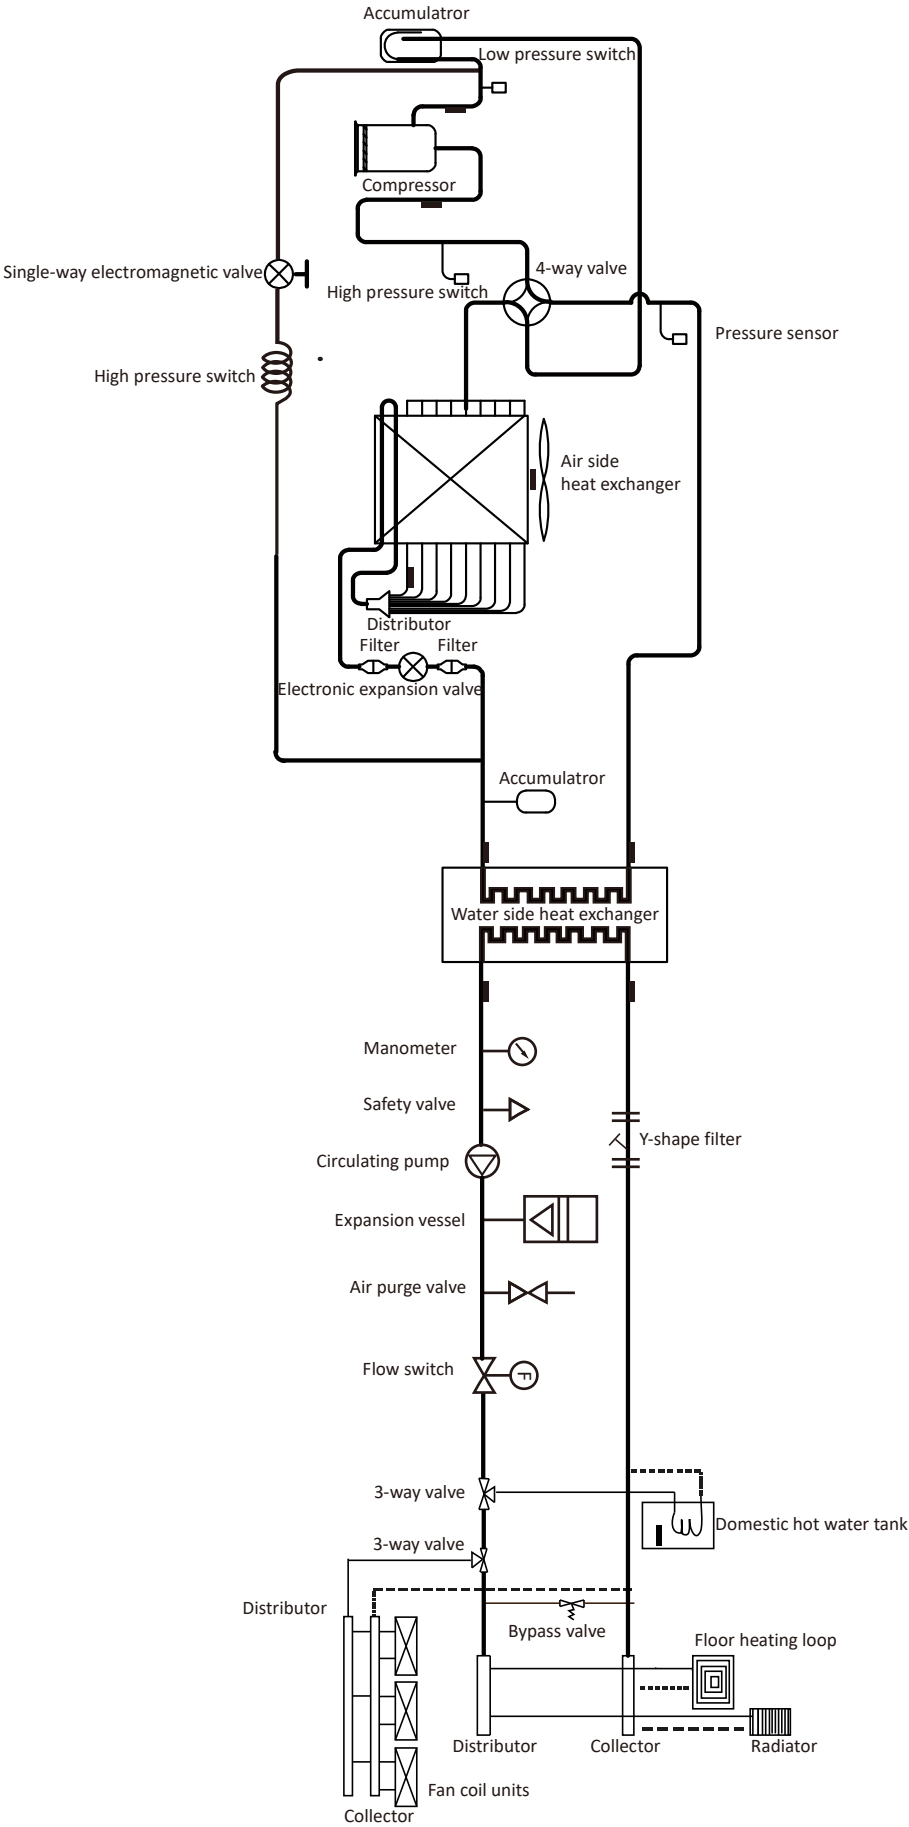 Accumulatror
Low pressure switch
Compressor
Single-way electromagnetic valve
4-way valve
High pressure switch
Pressure sensor
High pressure switch
Air side
heat exchanger
Distributor
Filter
Filter
Electronic expansion valve
Accumulatror
Water side heat exchanger
Manometer
Safety valve
Y-shape filter
Circulating pump
Expansion vessel
Air purge valve
Flow switch
F
3-way valve
Domestic hot water tank
3-way valve
Distributor
Bypass valve
Floor heating loop
Distributor
Collector
Radiator
Fan coil units
Collector